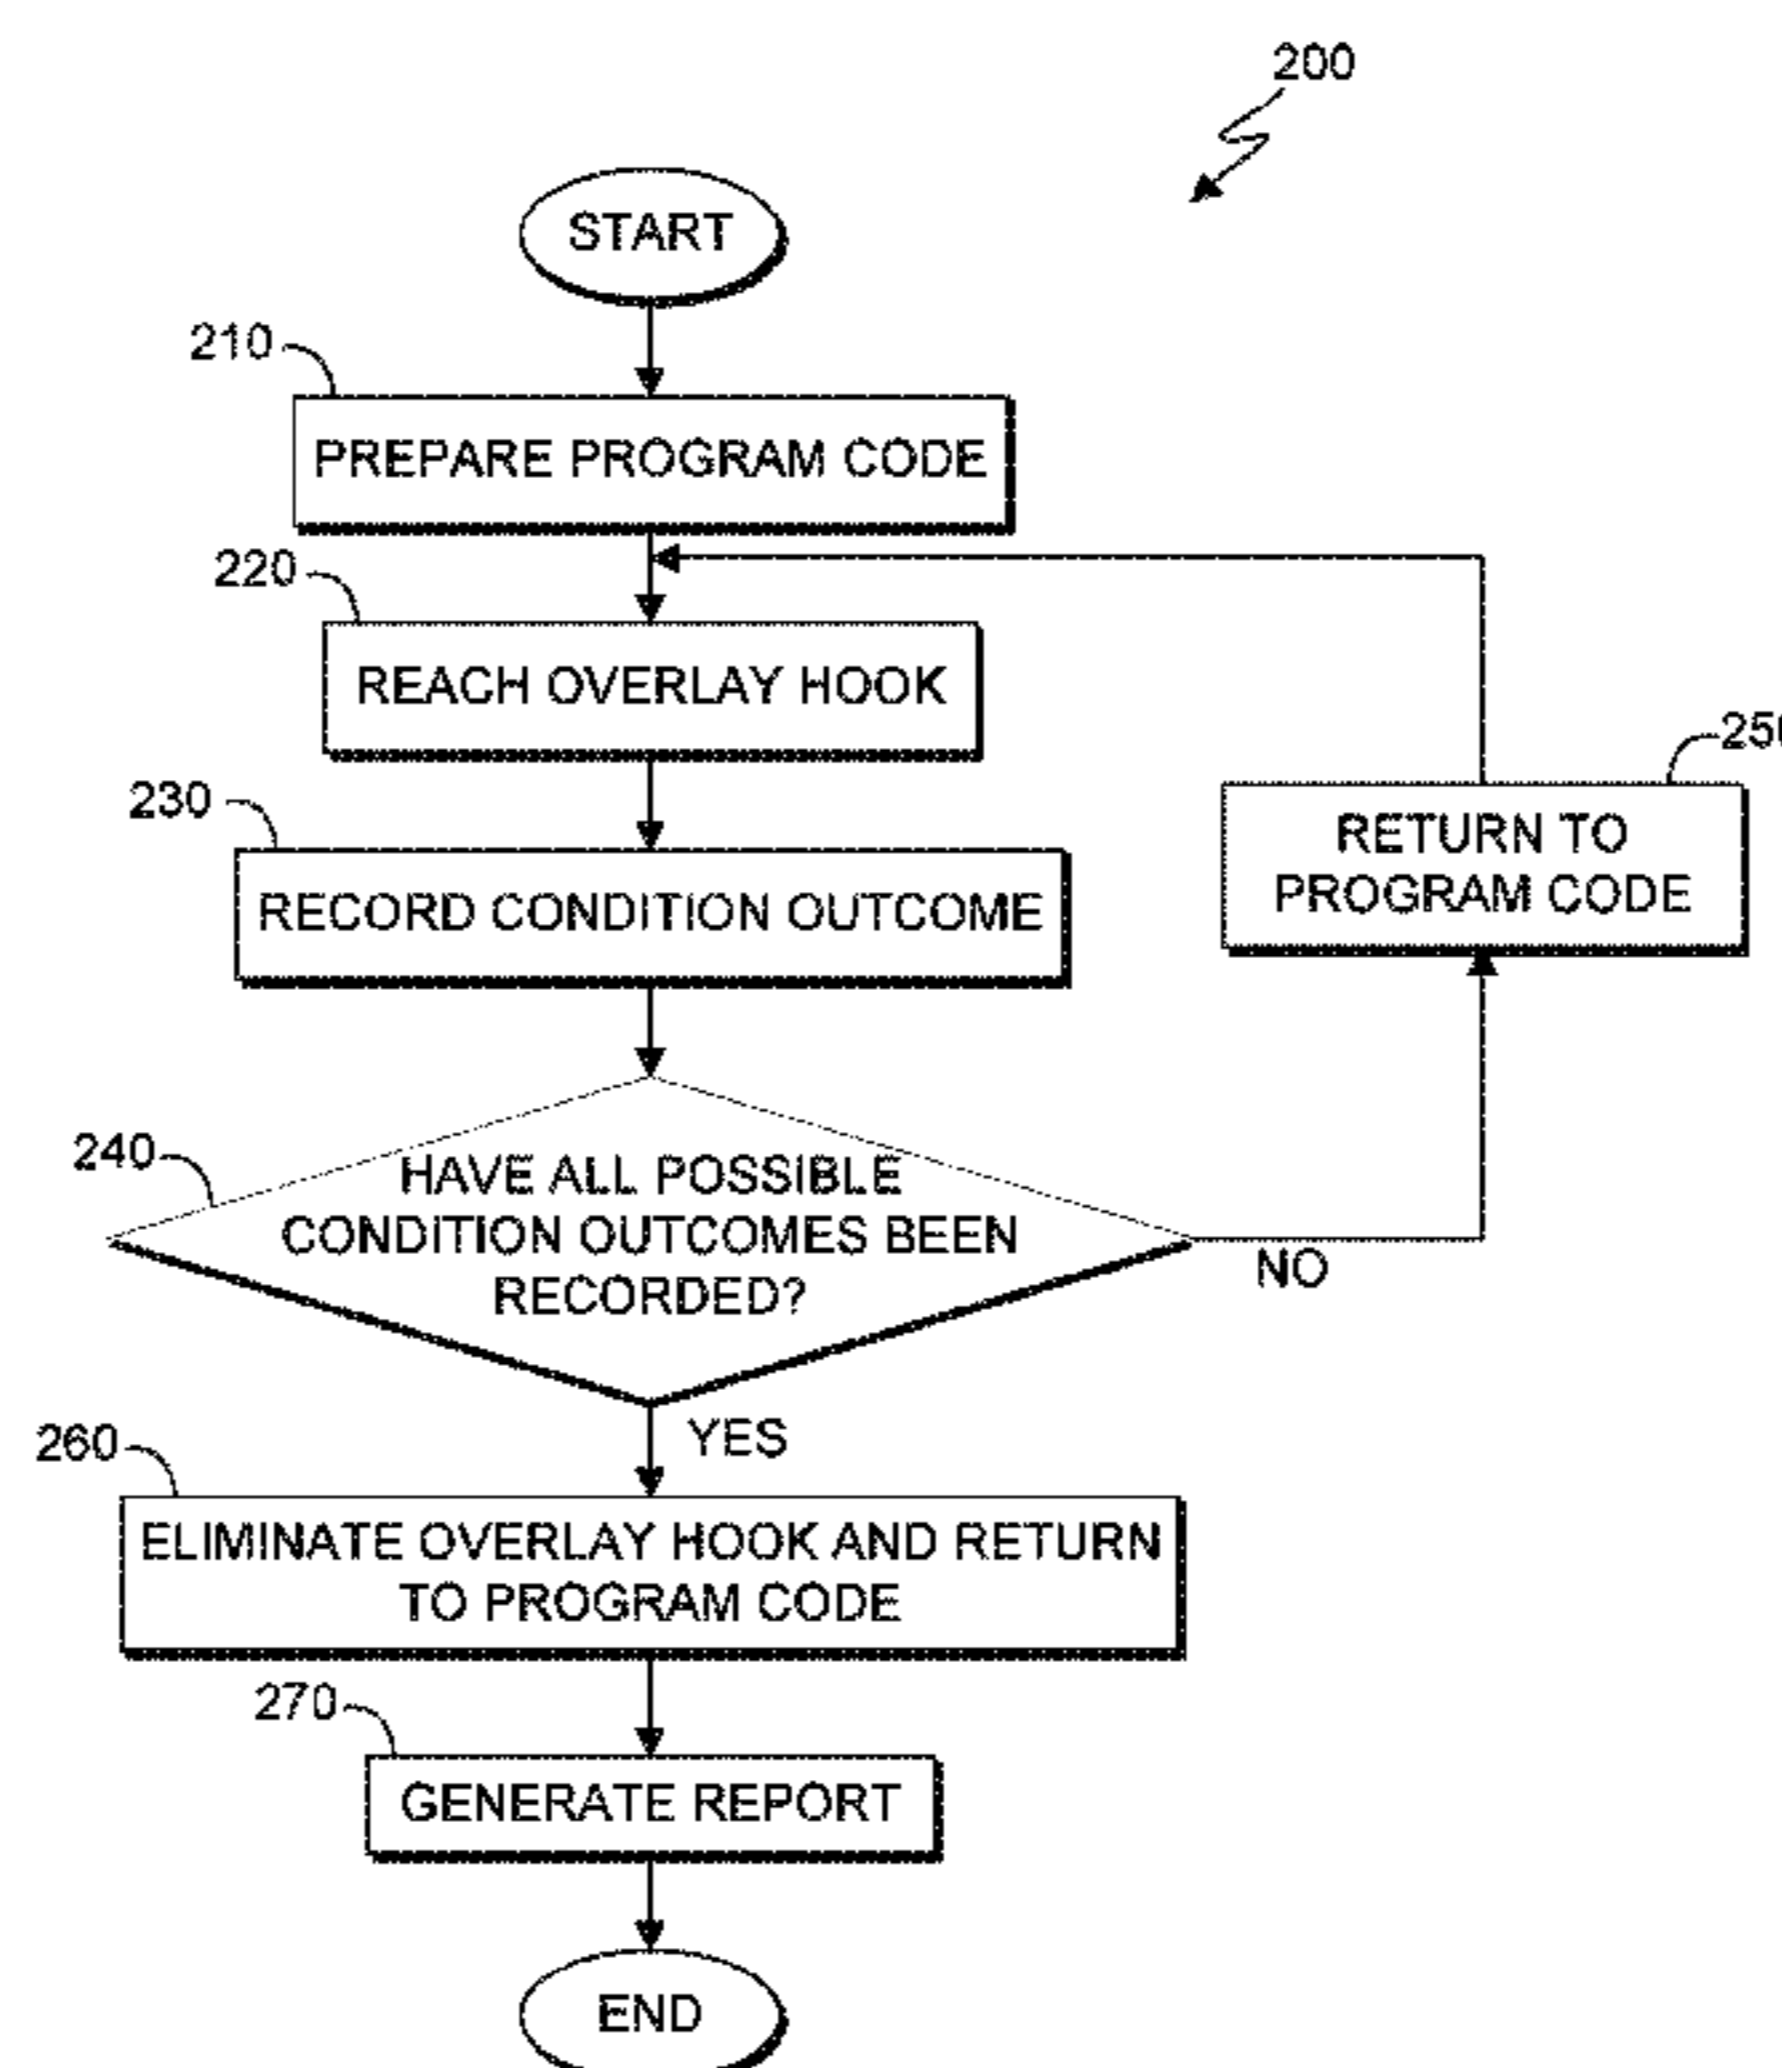 200
START
210
PREPARE PROGRAM CODE
220
REACH OVERLAY HOOK
230
RECORD CONDITION OUTCOME
250
RETURN TO
PROGRAM CODE
240
HAVE ALL POSSIBLE
CONDITION OUTCOMES BEEN
RECORDED?
NO
YES
260
ELIMINATE OVERLAY HOOK AND RETURN
TO PROGRAM CODE
270
GENERATE REPORT
END